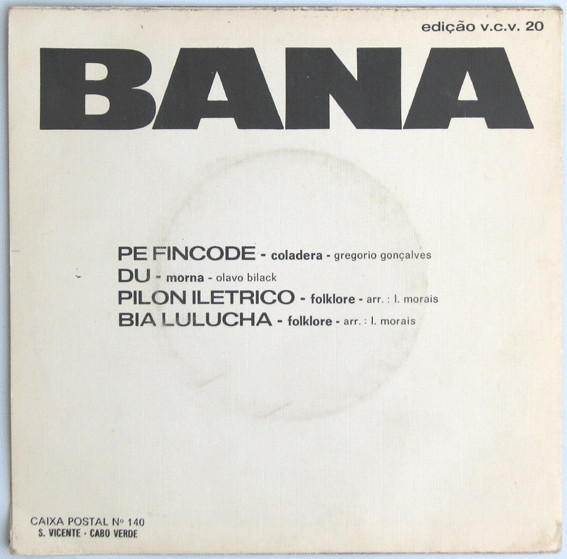 edição v.c.v. 20
BANA
PE FINCODE - coladera - gregorio gonçalves
DU - morna - olavo bilack
PILON ILETRICO - folklore - arr. : l. morais
BIA LULUCHA - folklore - arr. : l. morais
CAIXA POSTAL Nº 140
S. VICENTE - CABO VERDE